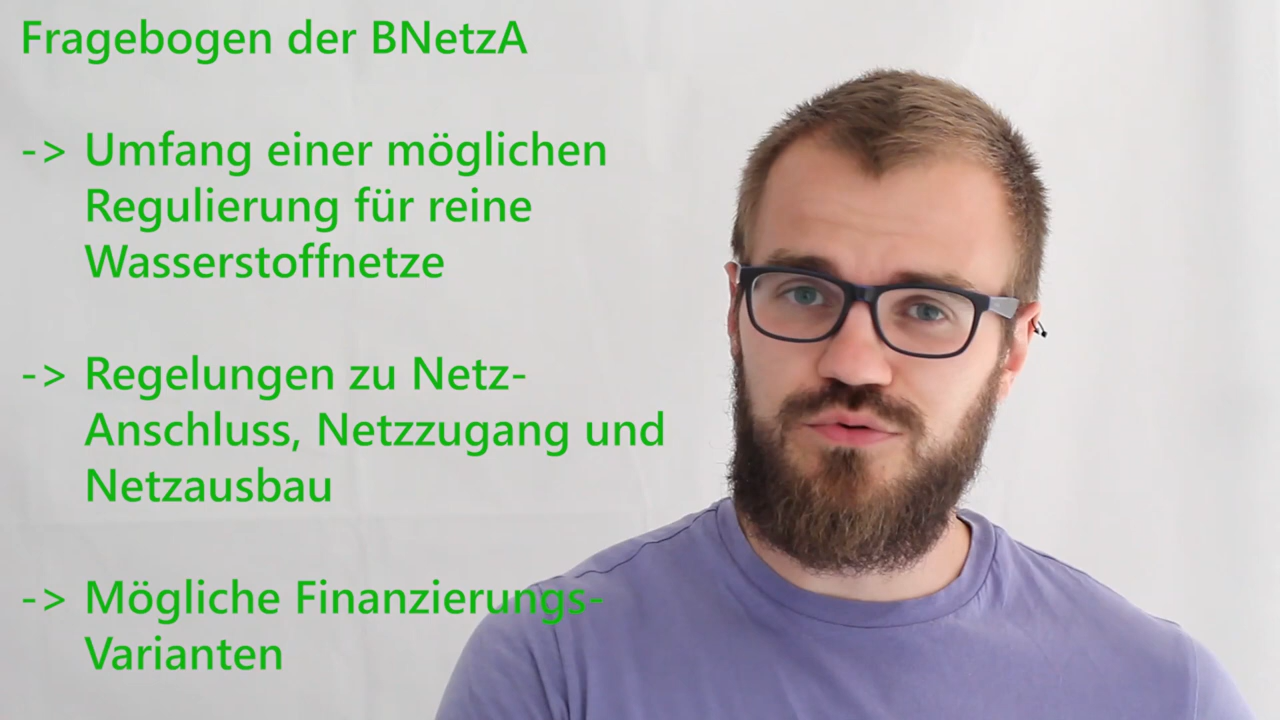 Fragebogen der BNetzA
-> Umfang einer möglichen
Regulierung für reine
Wasserstoffnetze
-> Regelungen zu Netz-
Anschluss, Netzzugang und
Netzausbau
-> Mögliche Finanzierungs-
Varianten